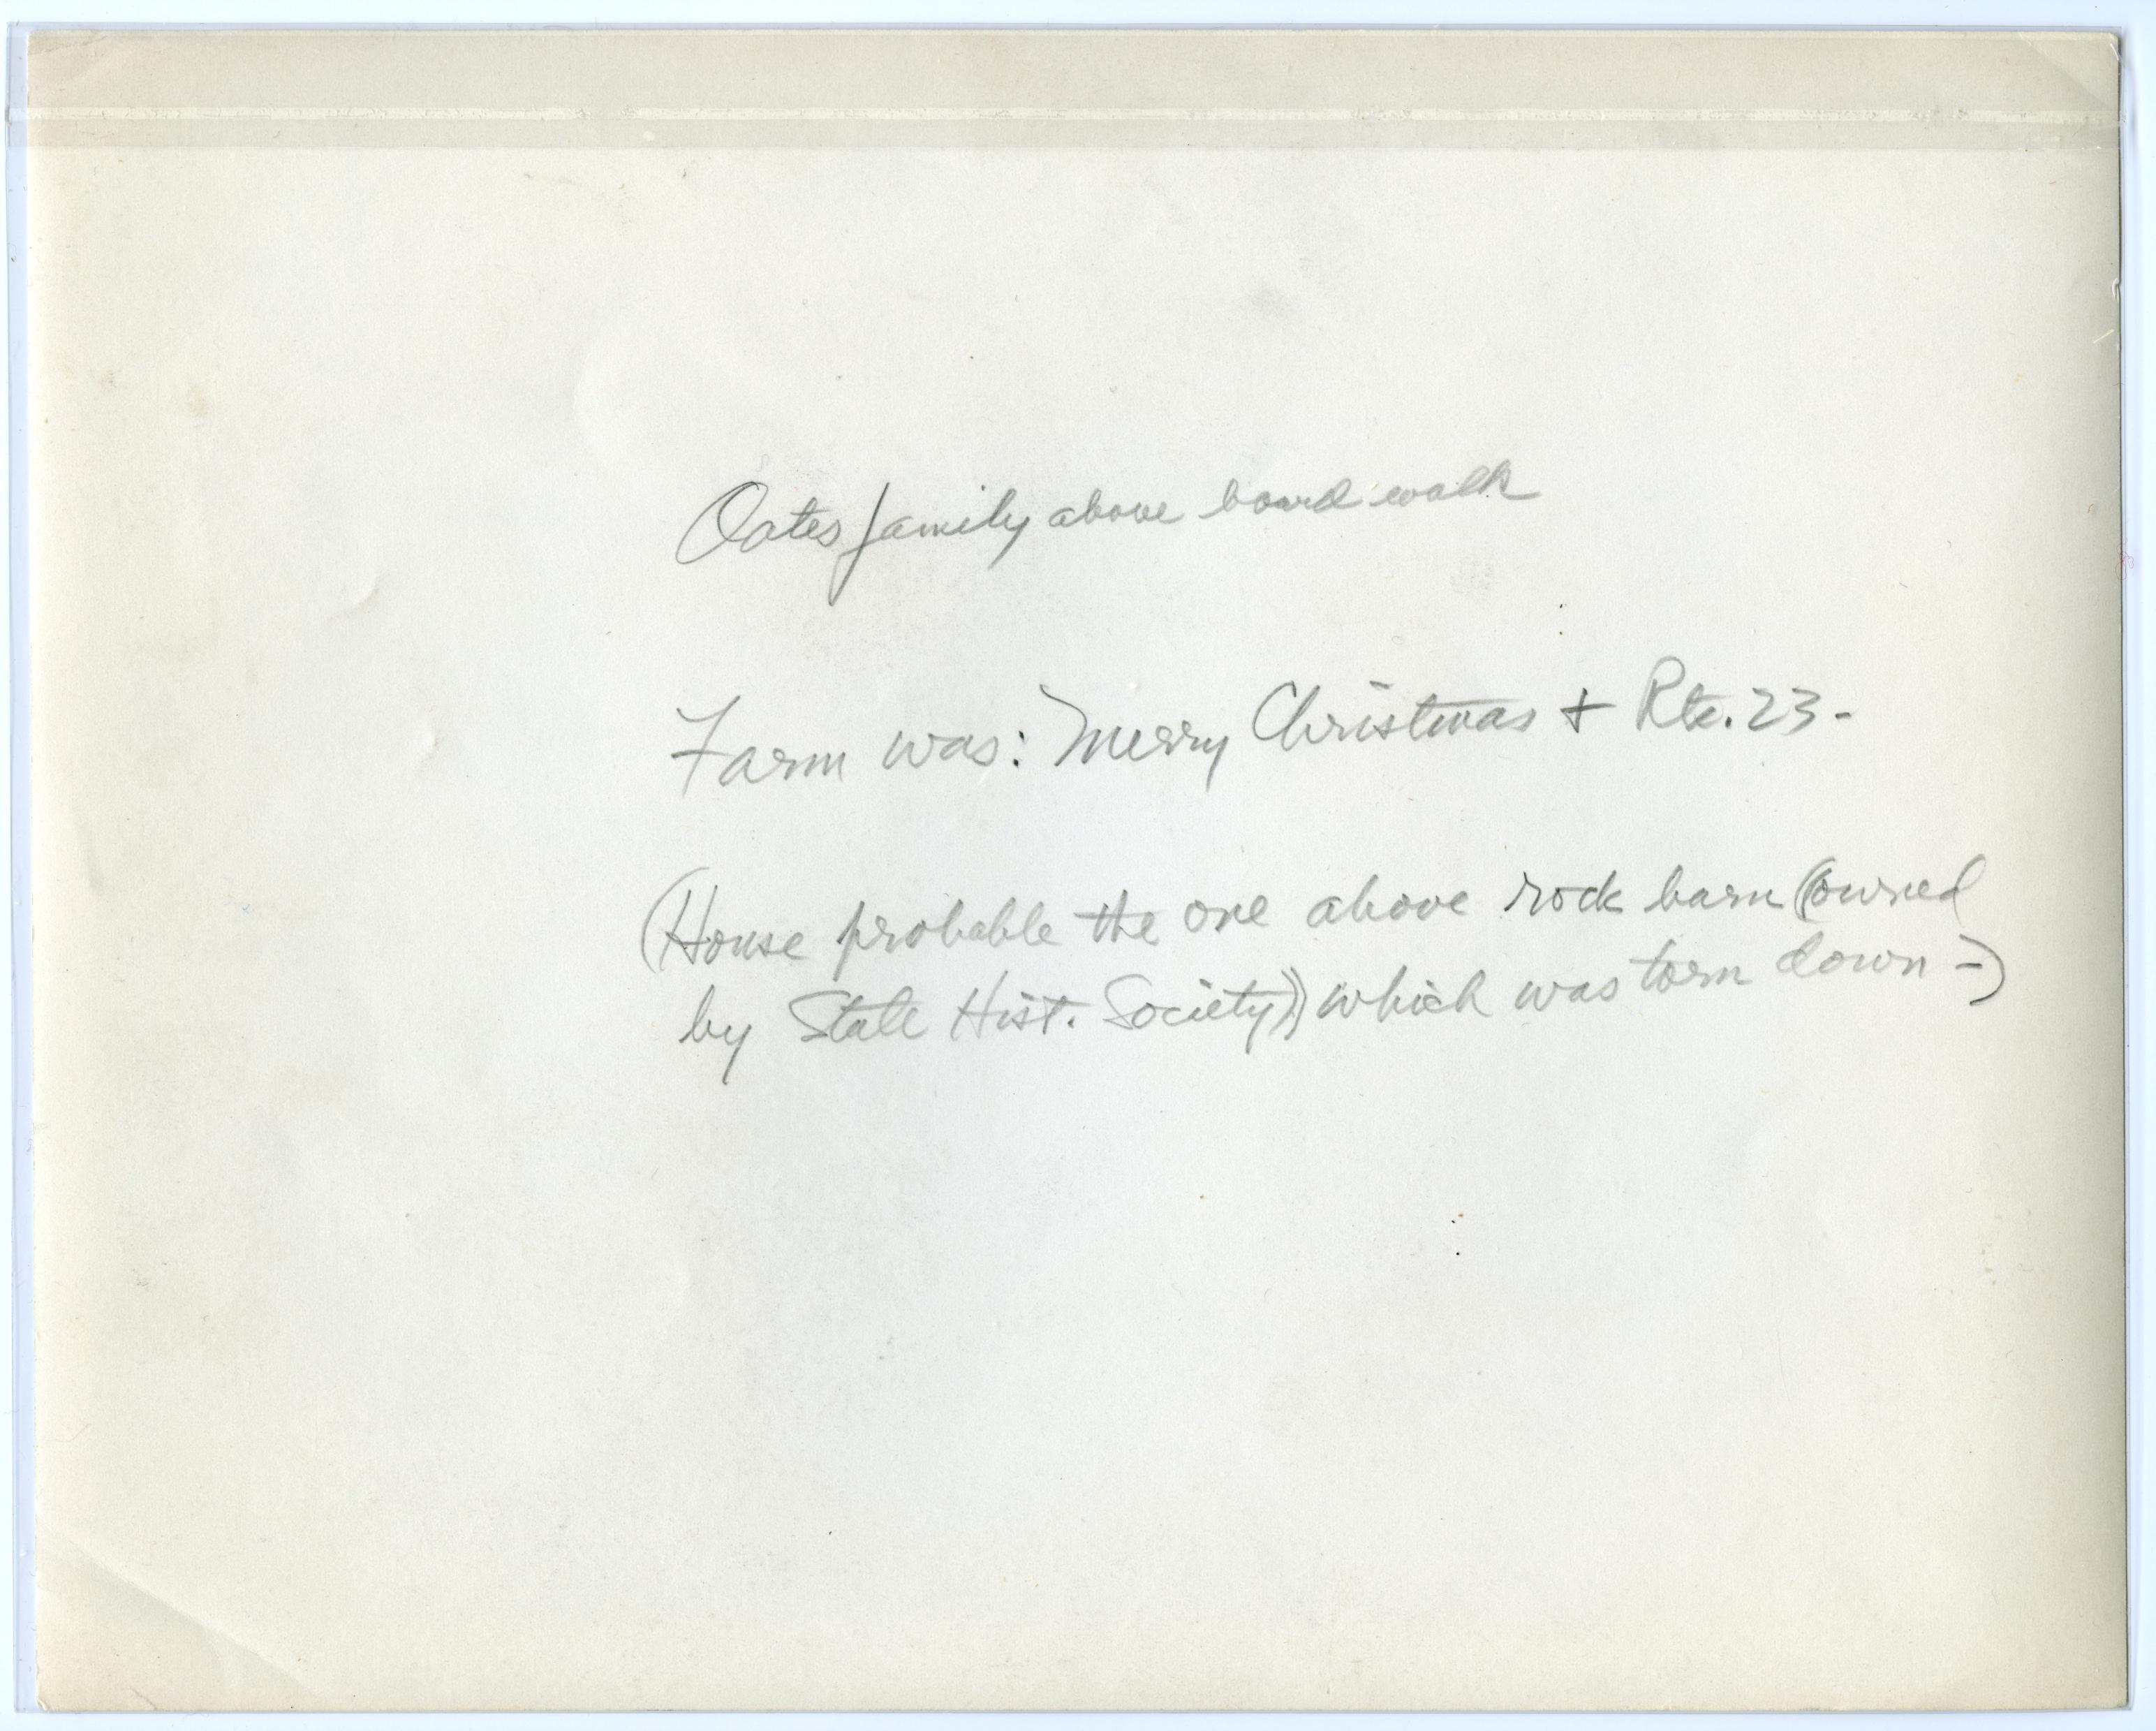 Oates family above board walk
Farm was: Merry Christmas + Rte. 23-
(House probable the one above rock barn (owned
by State Hist. Society)) which was torn down -)